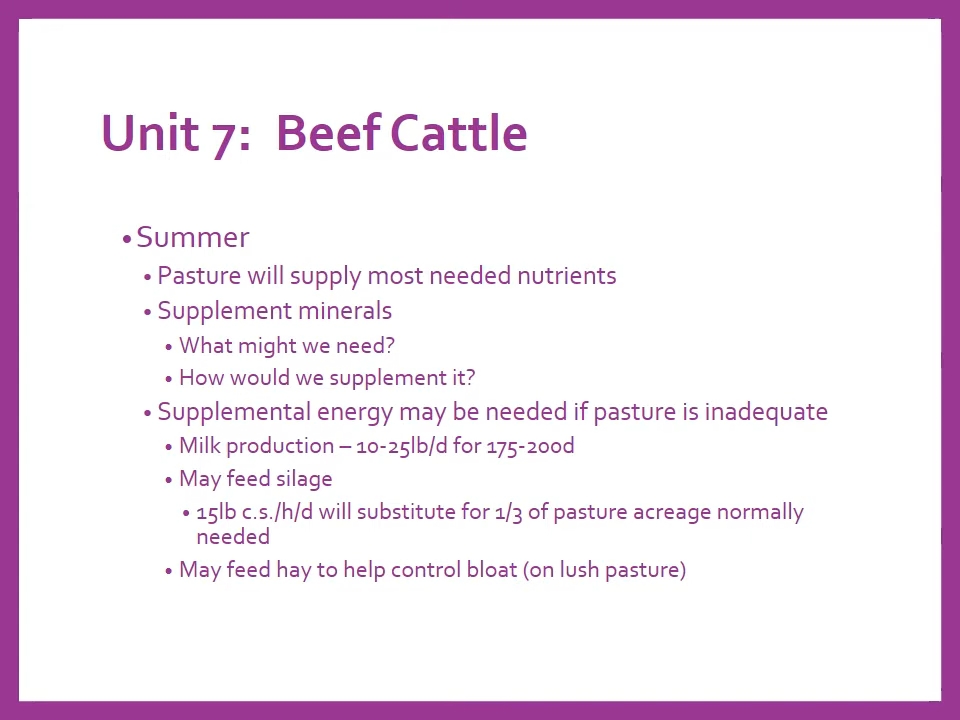 Unit 7:  Beef Cattle
• Summer
• Pasture will supply most needed nutrients
• Supplement minerals
• What might we need?
• How would we supplement it?
• Supplemental energy may be needed if pasture is inadequate
• Milk production – 10-25lb/d for 175-200d
• May feed silage
• 15lb c.s./h/d will substitute for 1/3 of pasture acreage normally
needed
• May feed hay to help control bloat (on lush pasture)